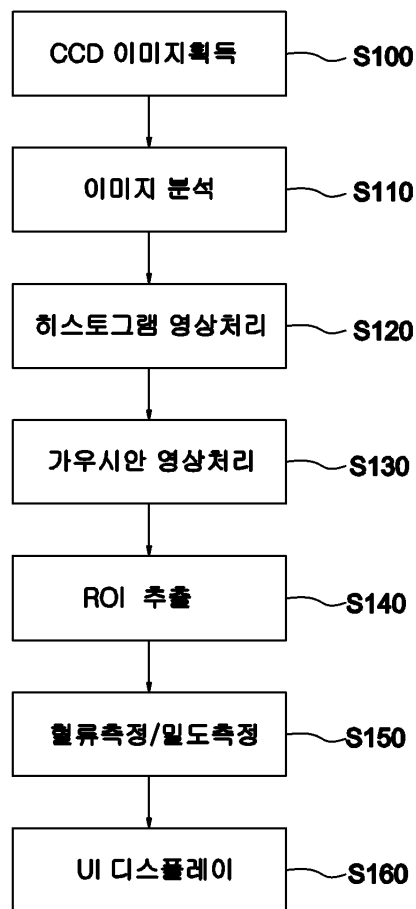 CCD 이미지획득
S100
이미지 분석
S110
히스토그램 영상처리
S120
가우시안 영상처리
S130
ROI 추출
S140
혈류측정/밀도측정
S150
UI 디스플레이
S160